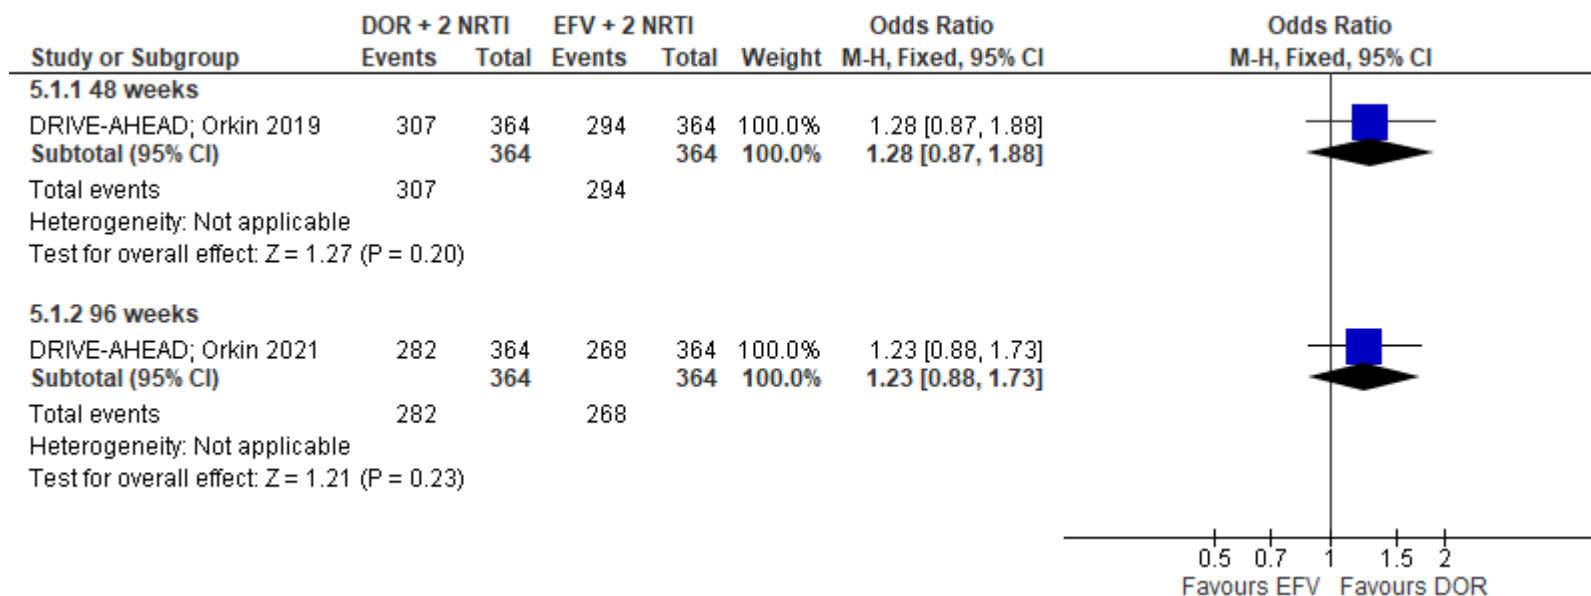 DOR + 2 NRTI EFV + 2 NRTI Odds Ratio Odds Ratio
Study or Subgroup Events Total Events Total Weight M-H, Fixed, 95% CI M-H, Fixed, 95% CI
5.1.1 48 weeks
DRIVE-AHEAD; Orkin 2019 307 364 294 364 100.0% 1.28 [0.87, 1.88]
Subtotal (95% CI) 364 364 100.0% 1.28 [0.87, 1.88]
Total events 307 294
Heterogeneity: Not applicable
Test for overall effect: Z = 1.27 (P = 0.20)
5.1.2 96 weeks
DRIVE-AHEAD; Orkin 2021 282 364 268 364 100.0% 1.23 [0.88, 1.73]
Subtotal (95% CI) 364 364 100.0% 1.23 [0.88, 1.73]
Total events 282 268
Heterogeneity: Not applicable
Test for overall effect: Z = 1.21 (P = 0.23)
0.5 0.7 1 1.5 2
Favours EFV Favours DOR